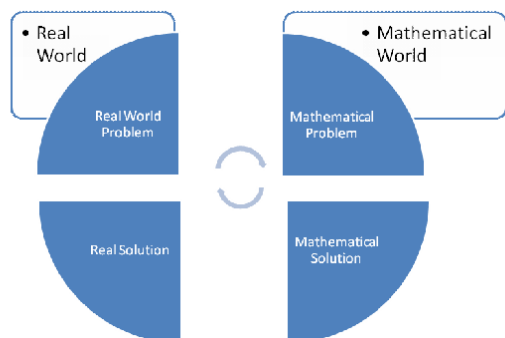 • Real
World
• Mathematical
World
Real World
Problem
Mathematical
Problem
Real Solution
Mathematical
Solution